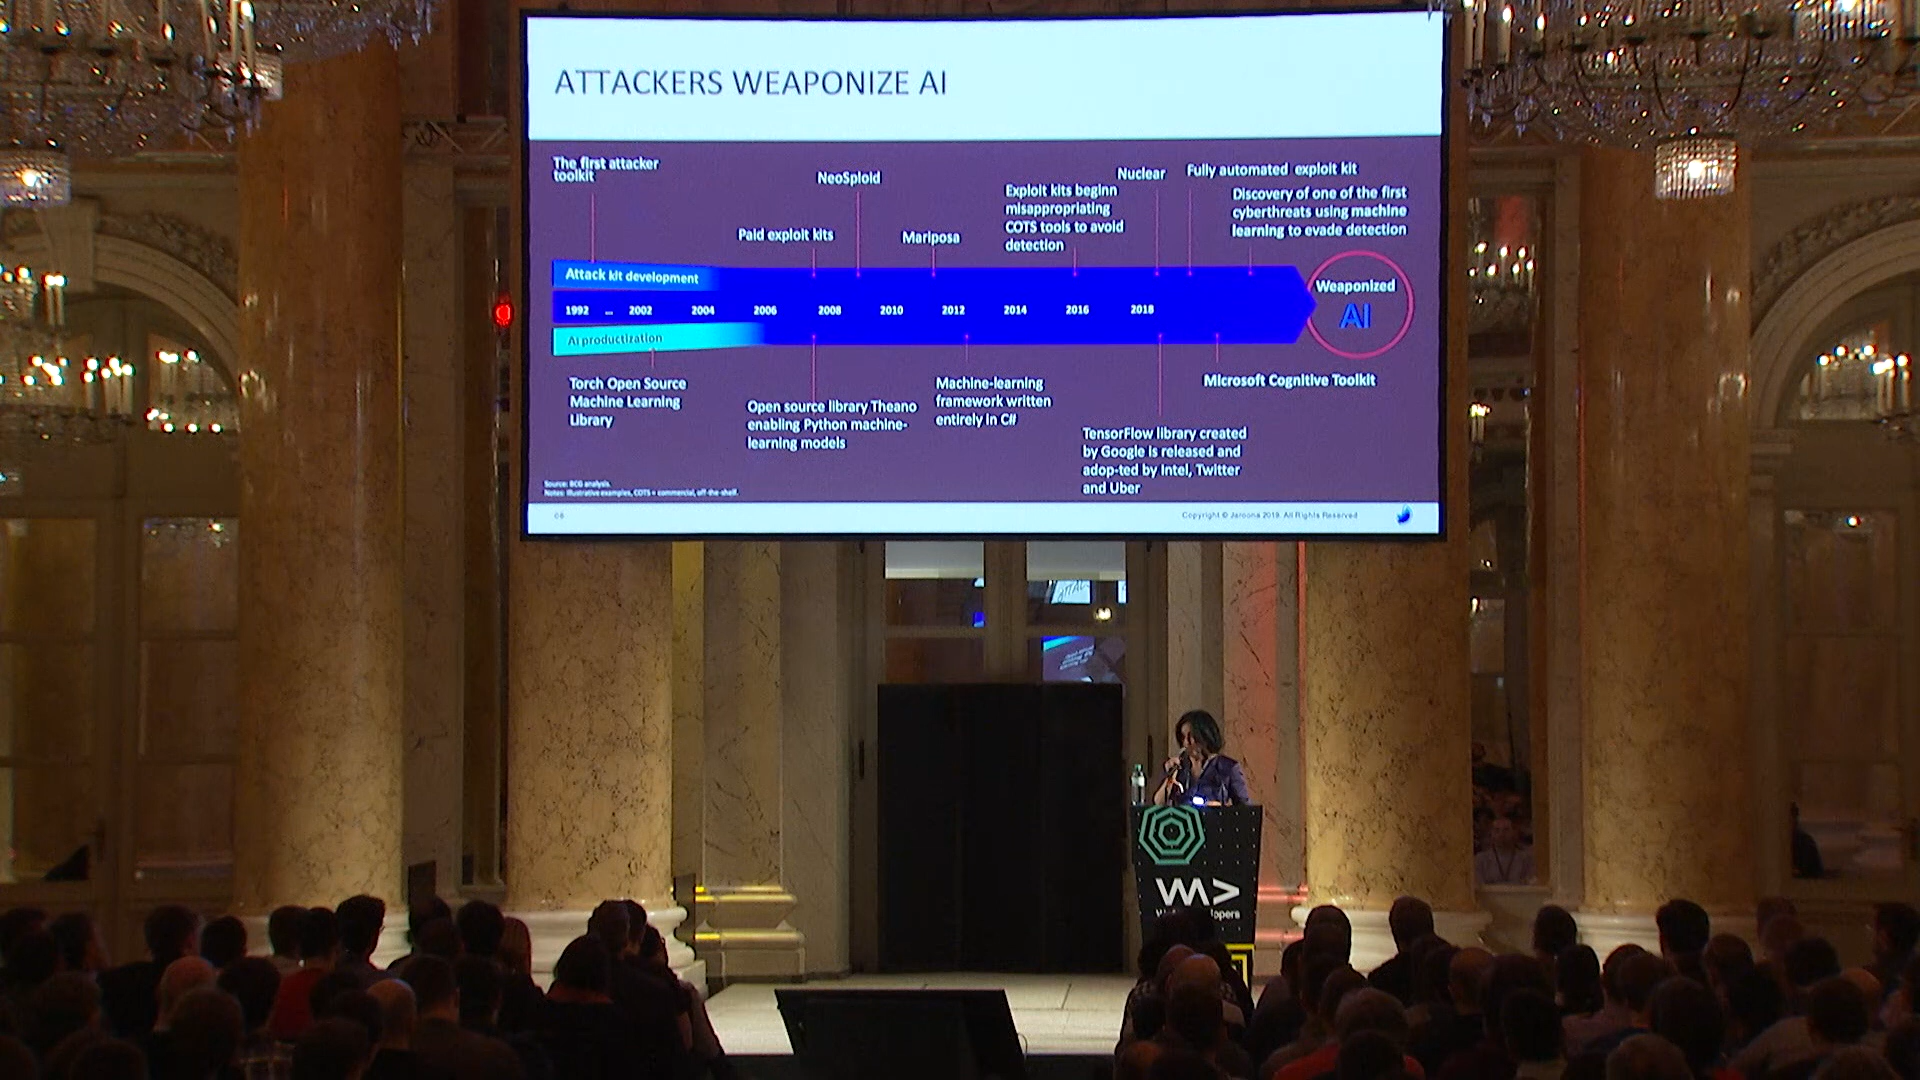 ATTACKERS WEAPONIZE AI
The first attacker
toolkit
NeoSploid
Paid exploit kits
Mariposa
Exploit kits beginn
misappropriating
COTS tools to avoid
detection
Nuclear
Fully automated exploit kit
Discovery of one of the first
cyberthreats using machine
learning to evade detection
Attack kit development
1992 ... 2002 2004 2006 2008 2010 2012 2014 2016 2018
AI productization
Weaponized
AI
Torch Open Source
Machine Learning
Library
Open source library Theano
enabling Python machine-
learning models
Machine-learning
framework written
entirely in C#
TensorFlow library created
by Google is released and
adop-ted by Intel, Twitter
and Uber
Microsoft Cognitive Toolkit
Source: BCG analysis.
Notes: Illustrative examples, COTS = commercial, off-the-shelf.
Copyright © Jaroona 2019. All Rights Reserved